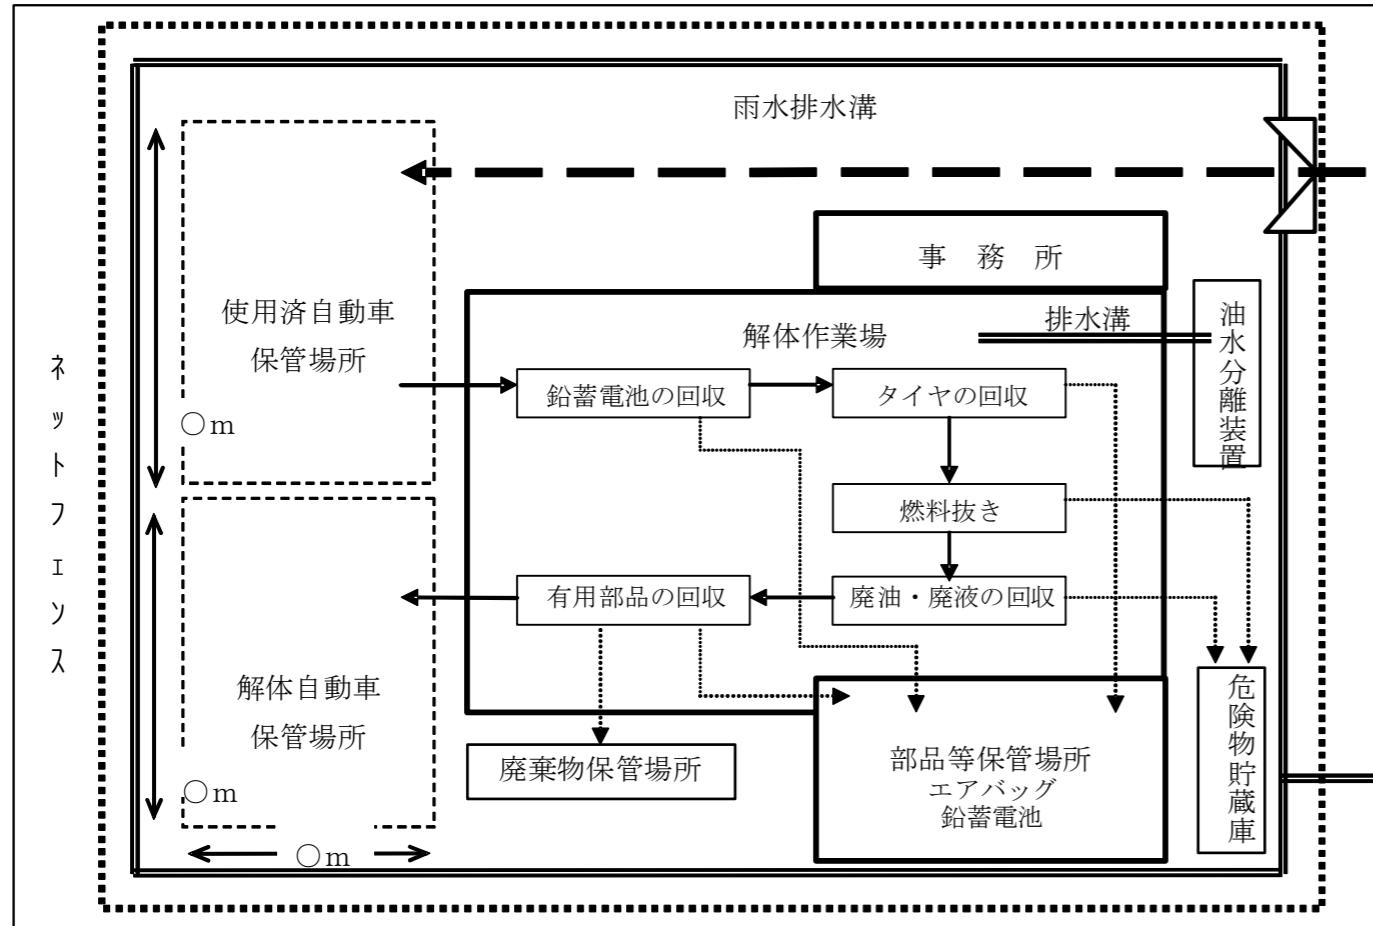 雨水排水溝
事　務　所
使用済自動車
保管場所
〇ｍ
解体作業場
排水溝
油水分離装置
ネットフェンス
鉛蓄電池の回収
タイヤの回収
燃料抜き
有用部品の回収
廃油・廃液の回収
解体自動車
保管場所
〇ｍ
〇ｍ
廃棄物保管場所
部品等保管場所
エアバッグ
鉛蓄電池
危険物貯蔵庫